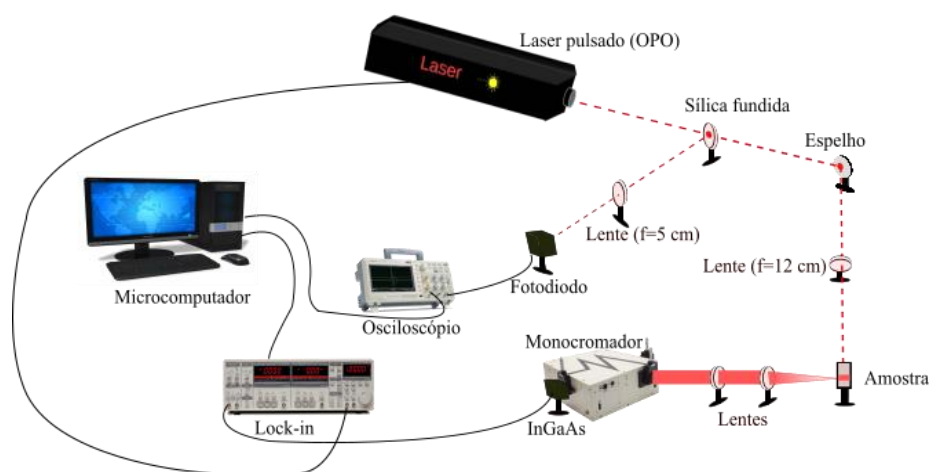 Laser pulsado (OPO)
Laser
Sílica fundida
Espelho
Lente (f=5 cm)
Lente (f=12 cm)
Fotodiodo
Microcomputador
Osciloscópio
Monocromador
Amostra
Lentes
InGaAs
Lock-in